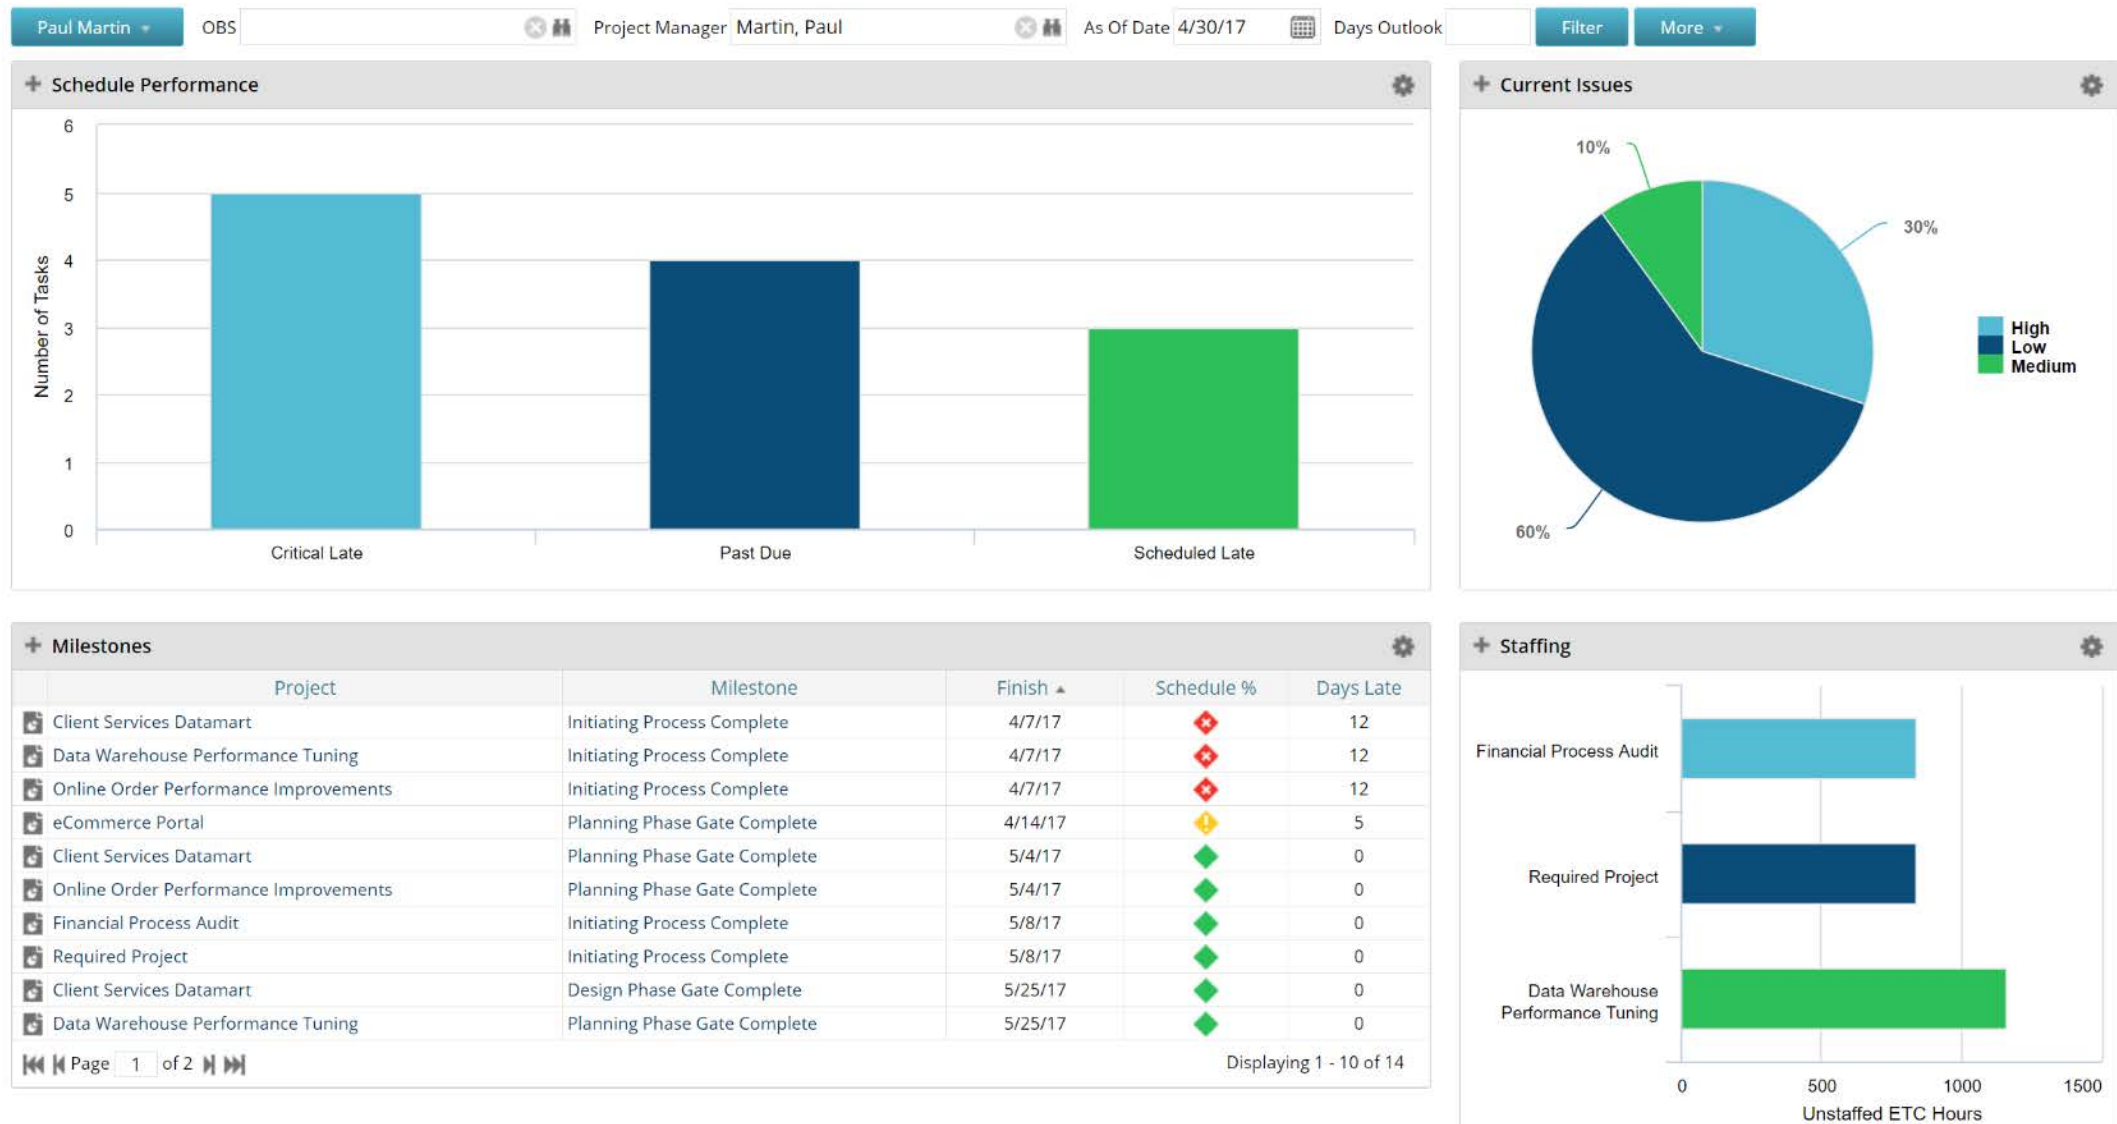 Paul Martin OBS Project Manager Martin, Paul As Of Date 4/30/17 Days Outlook Filter More
Schedule Performance
6
5
4
3
2
1
0
Number of Tasks
Critical Late Past Due Scheduled Late
Current Issues
10%
30%
60%
High
Low
Medium
Milestones
Project Milestone Finish Schedule % Days Late
Client Services Datamart Initiating Process Complete 4/7/17 12
Data Warehouse Performance Tuning Initiating Process Complete 4/7/17 12
Online Order Performance Improvements Initiating Process Complete 4/7/17 12
eCommerce Portal Planning Phase Gate Complete 4/14/17 5
Client Services Datamart Planning Phase Gate Complete 5/4/17 0
Online Order Performance Improvements Planning Phase Gate Complete 5/4/17 0
Financial Process Audit Initiating Process Complete 5/8/17 0
Required Project Initiating Process Complete 5/8/17 0
Client Services Datamart Design Phase Gate Complete 5/25/17 0
Data Warehouse Performance Tuning Planning Phase Gate Complete 5/25/17 0
Page 1 of 2 Displaying 1 - 10 of 14
Staffing
Financial Process Audit
Required Project
Data Warehouse
Performance Tuning
0 500 1000 1500
Unstaffed ETC Hours